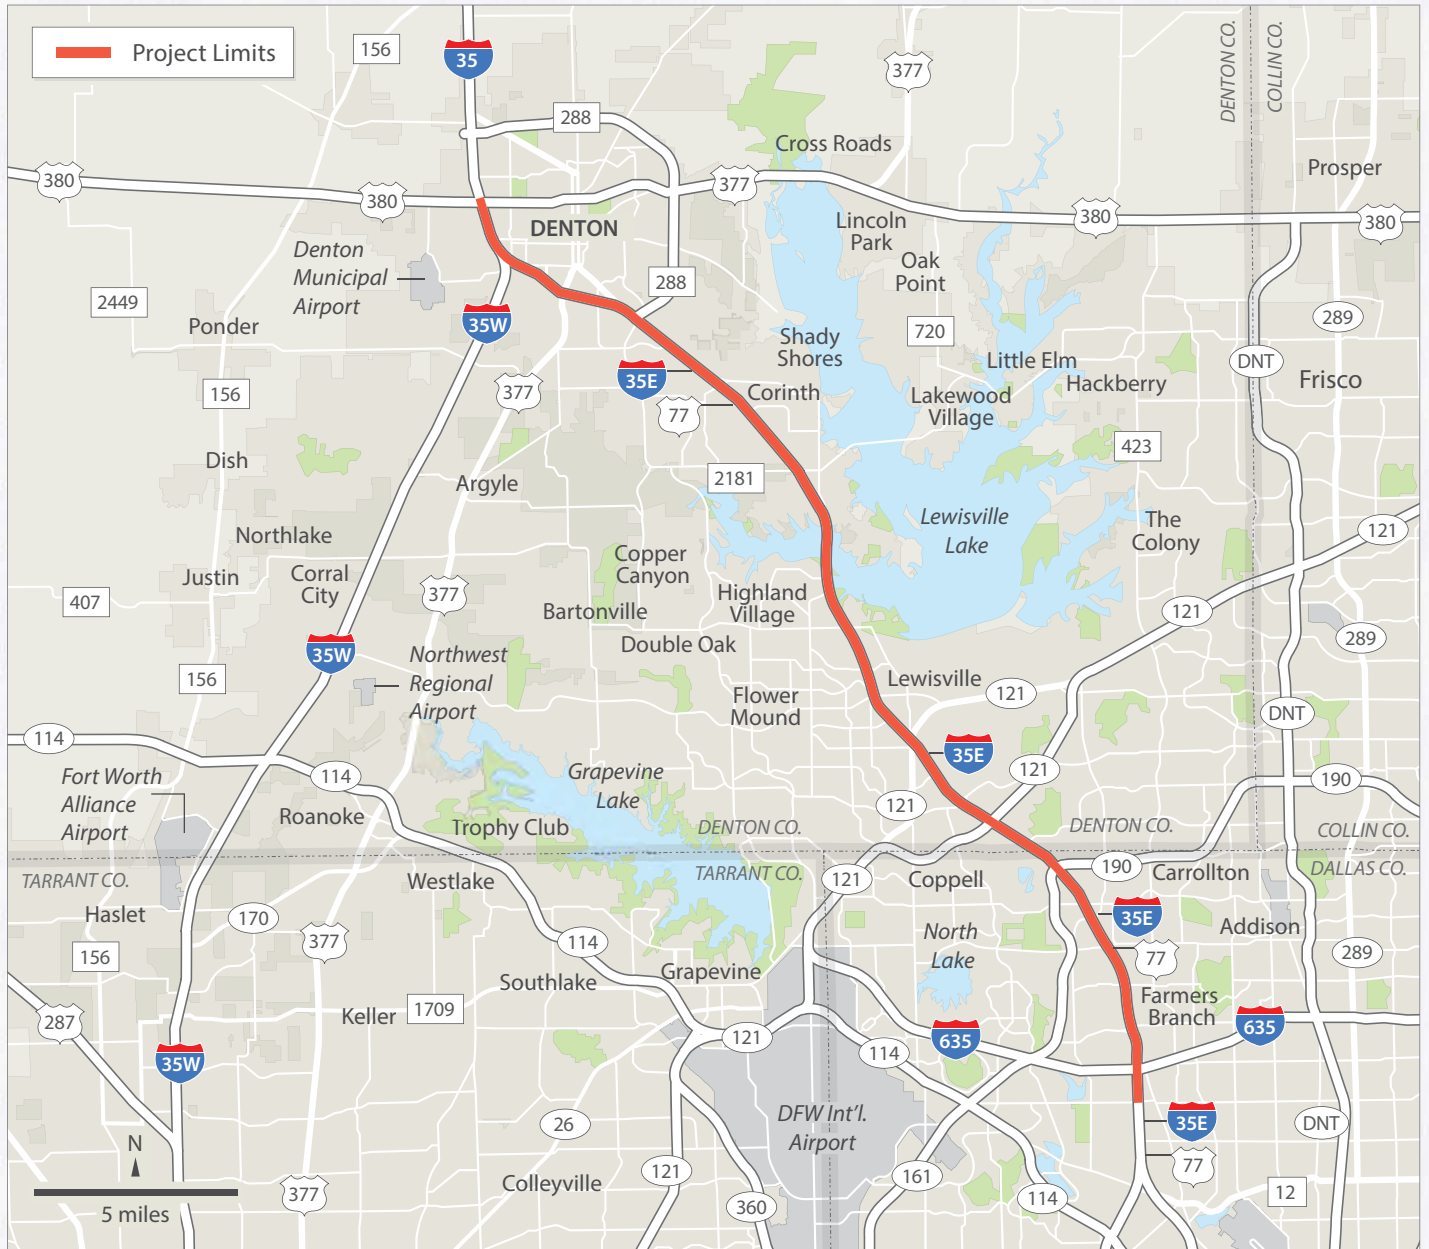 Project Limits
156
35
377
DENTON CO.
COLLIN CO.
288
Cross Roads
Prosper
380
380
377
380
380
Lincoln
Park
DENTON
Denton
Municipal
Airport
Oak
Point
288
2449
Ponder
35W
289
720
Shady
Shores
Little Elm
DNT
Frisco
35E
Hackberry
156
377
Corinth
Lakewood
Village
77
423
Dish
2181
Argyle
Lewisville
Lake
The
Colony
121
Northlake
Copper
Canyon
Justin
Corral
City
377
Highland
Village
407
Bartonville
121
Double Oak
289
35W
Northwest
Regional
Airport
156
Lewisville
121
Flower
Mound
DNT
114
35E
Grapevine
Lake
121
114
190
Fort Worth
Alliance
Airport
121
Roanoke
Trophy Club
DENTON CO.
DENTON CO.
COLLIN CO.
TARRANT CO.
TARRANT CO.
DALLAS CO.
190
Carrollton
Westlake
121
Coppell
Haslet
170
35E
Addison
377
114
North
Lake
156
77
289
Southlake
Grapevine
Farmers
Branch
Keller
1709
287
635
121
635
114
35W
DFW Int'l.
Airport
26
35E
DNT
N
77
Colleyville
121
161
377
114
12
5 miles
360